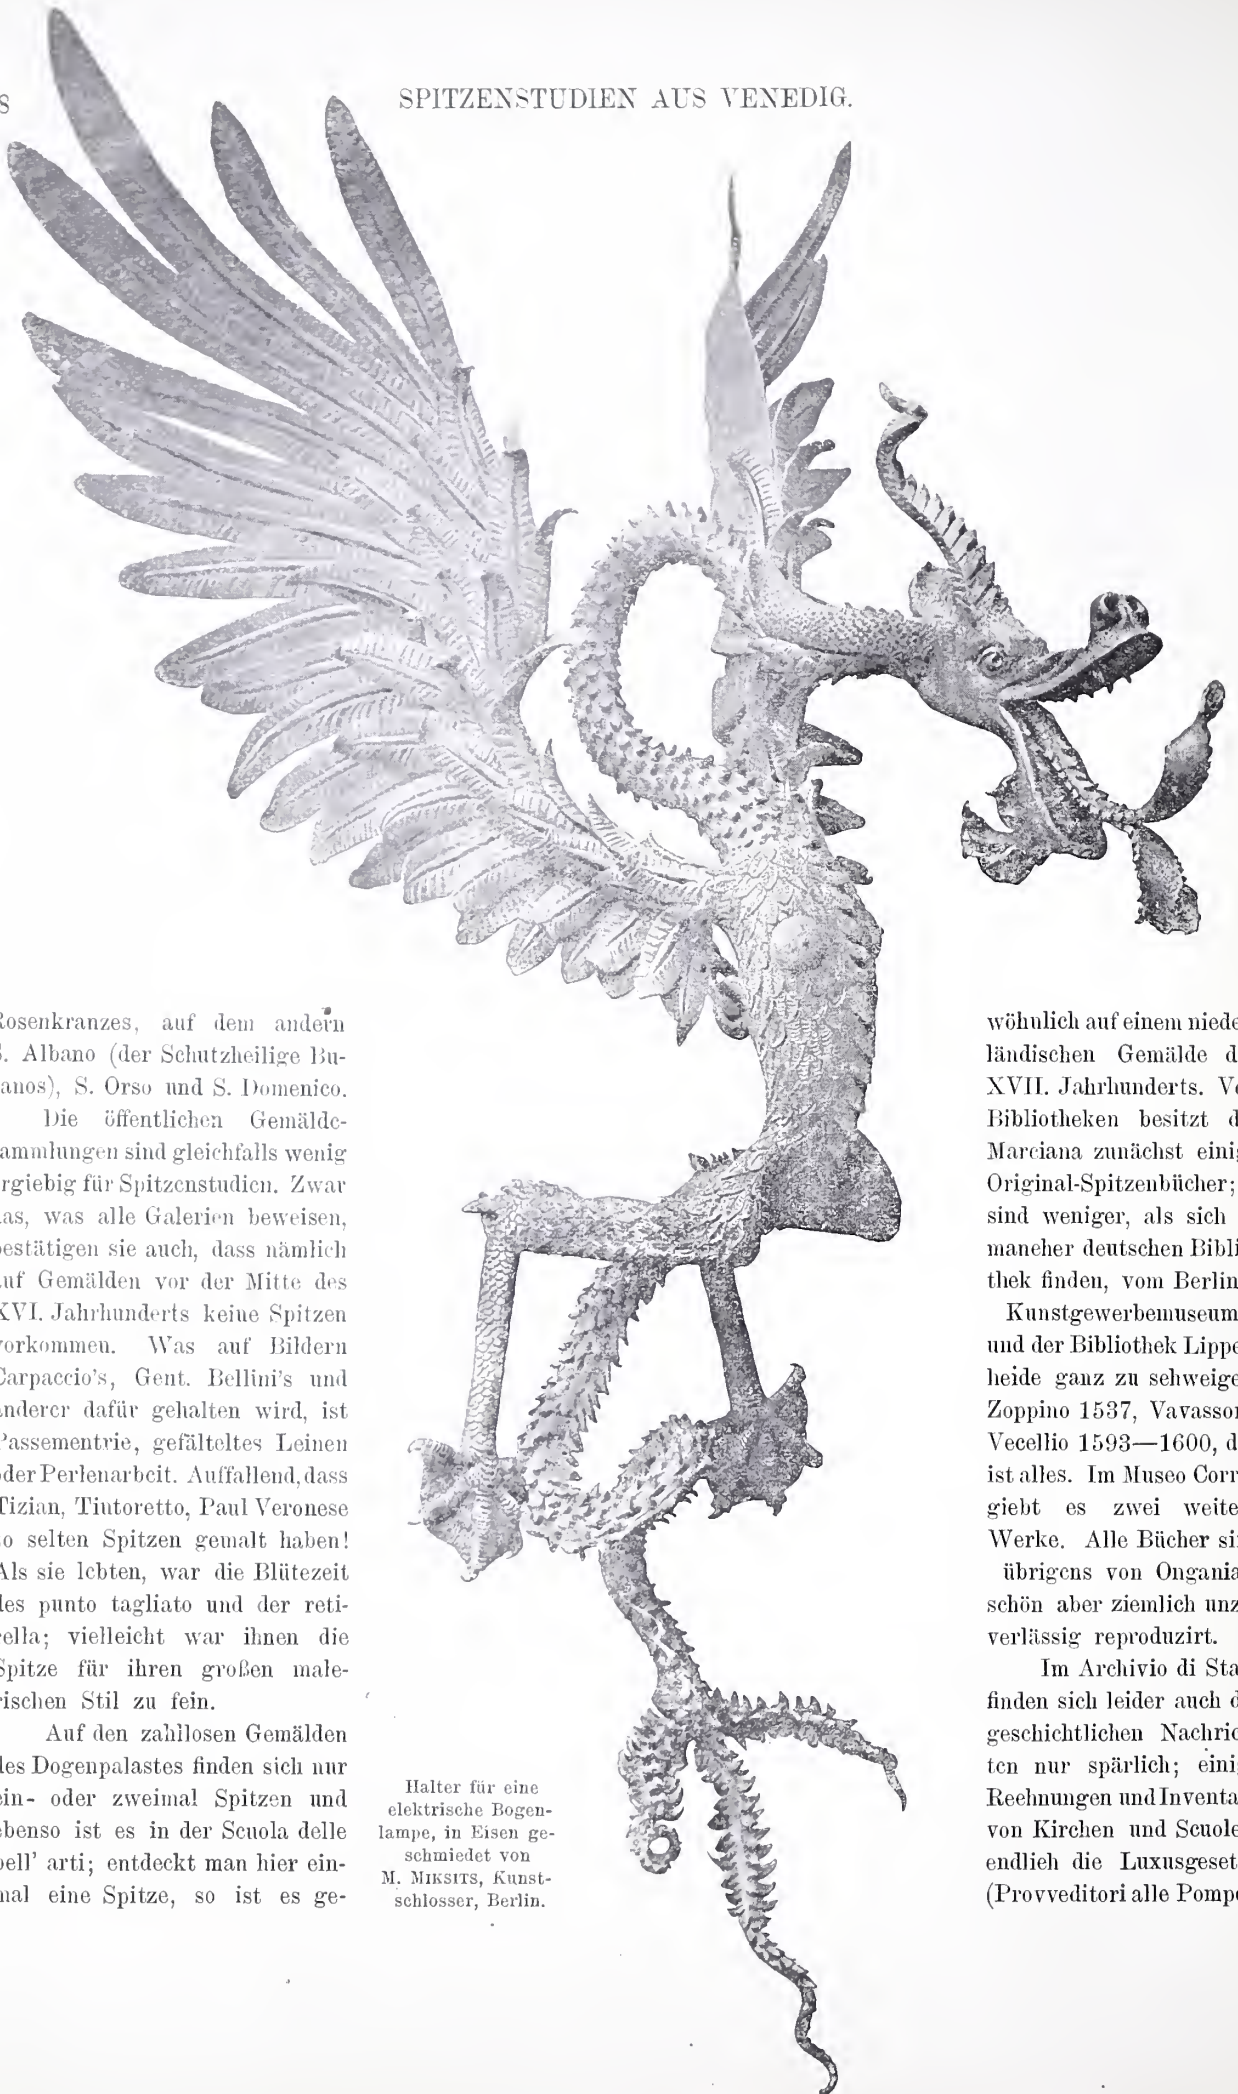 8
SPITZENSTUDIEN AUS VENEDIG.
Rosenkranzes, auf dem andern
S. Albano (der Schutzheilige Bu-
anos), S. Orso und S. Domenico.
Die öffentlichen Gemälde-
ammlungen sind gleichfalls wenig
rgiebig für Spitzenstudien. Zwar
as, was alle Galerien beweisen,
estätigen sie auch, dass nämlich
uf Gemälden vor der Mitte des
XVI. Jahrhunderts keine Spitzen
vorkommen. Was auf Bildern
Carpaccio's, Gent. Bellini's und
anderer dafür gehalten wird, ist
Passementrie, gefälteltes Leinen
oder Perlenarbeit. Auffallend, dass
Tizian, Tintoretto, Paul Veronese
so selten Spitzen gemalt haben!
Als sie lebten, war die Blütezeit
des punto tagliato und der reti-
cella; vielleicht war ihnen die
Spitze für ihren großen male-
rischen Stil zu fein.
Auf den zahllosen Gemälden
des Dogenpalastes finden sich nur
ein- oder zweimal Spitzen und
ebenso ist es in der Scuola delle
bell' arti; entdeckt man hier ein-
mal eine Spitze, so ist es ge-
Halter für eine
elektrische Bogen-
lampe, in Eisen ge-
schmiedet von
M. MIKSITS, Kunst-
schlosser, Berlin.
wöhnlich auf einem niede
ländischen Gemälde d
XVII. Jahrhunderts. Vo
Bibliotheken besitzt d
Marciana zunächst einig
Original-Spitzenbücher;
sind weniger, als sich
mancher deutschen Bibli
thek finden, vom Berlin
Kunstgewerbemuseum
und der Bibliothek Lippe
heide ganz zu schweige
Zoppino 1537, Vavasso
Vecellio 1593—1600, d
ist alles. Im Museo Corr
giebt es zwei weite
Werke. Alle Bücher si
übrigens von Ongania
schön aber ziemlich unz
verlässig reproduzirt.
Im Archivio di Sta
finden sich leider auch d
geschichtlichen Nachric
ten nur spärlich; eini
Rechnungen und Inventa
von Kirchen und Scuole
endlich die Luxusgeset
(Provveditori alle Pomp